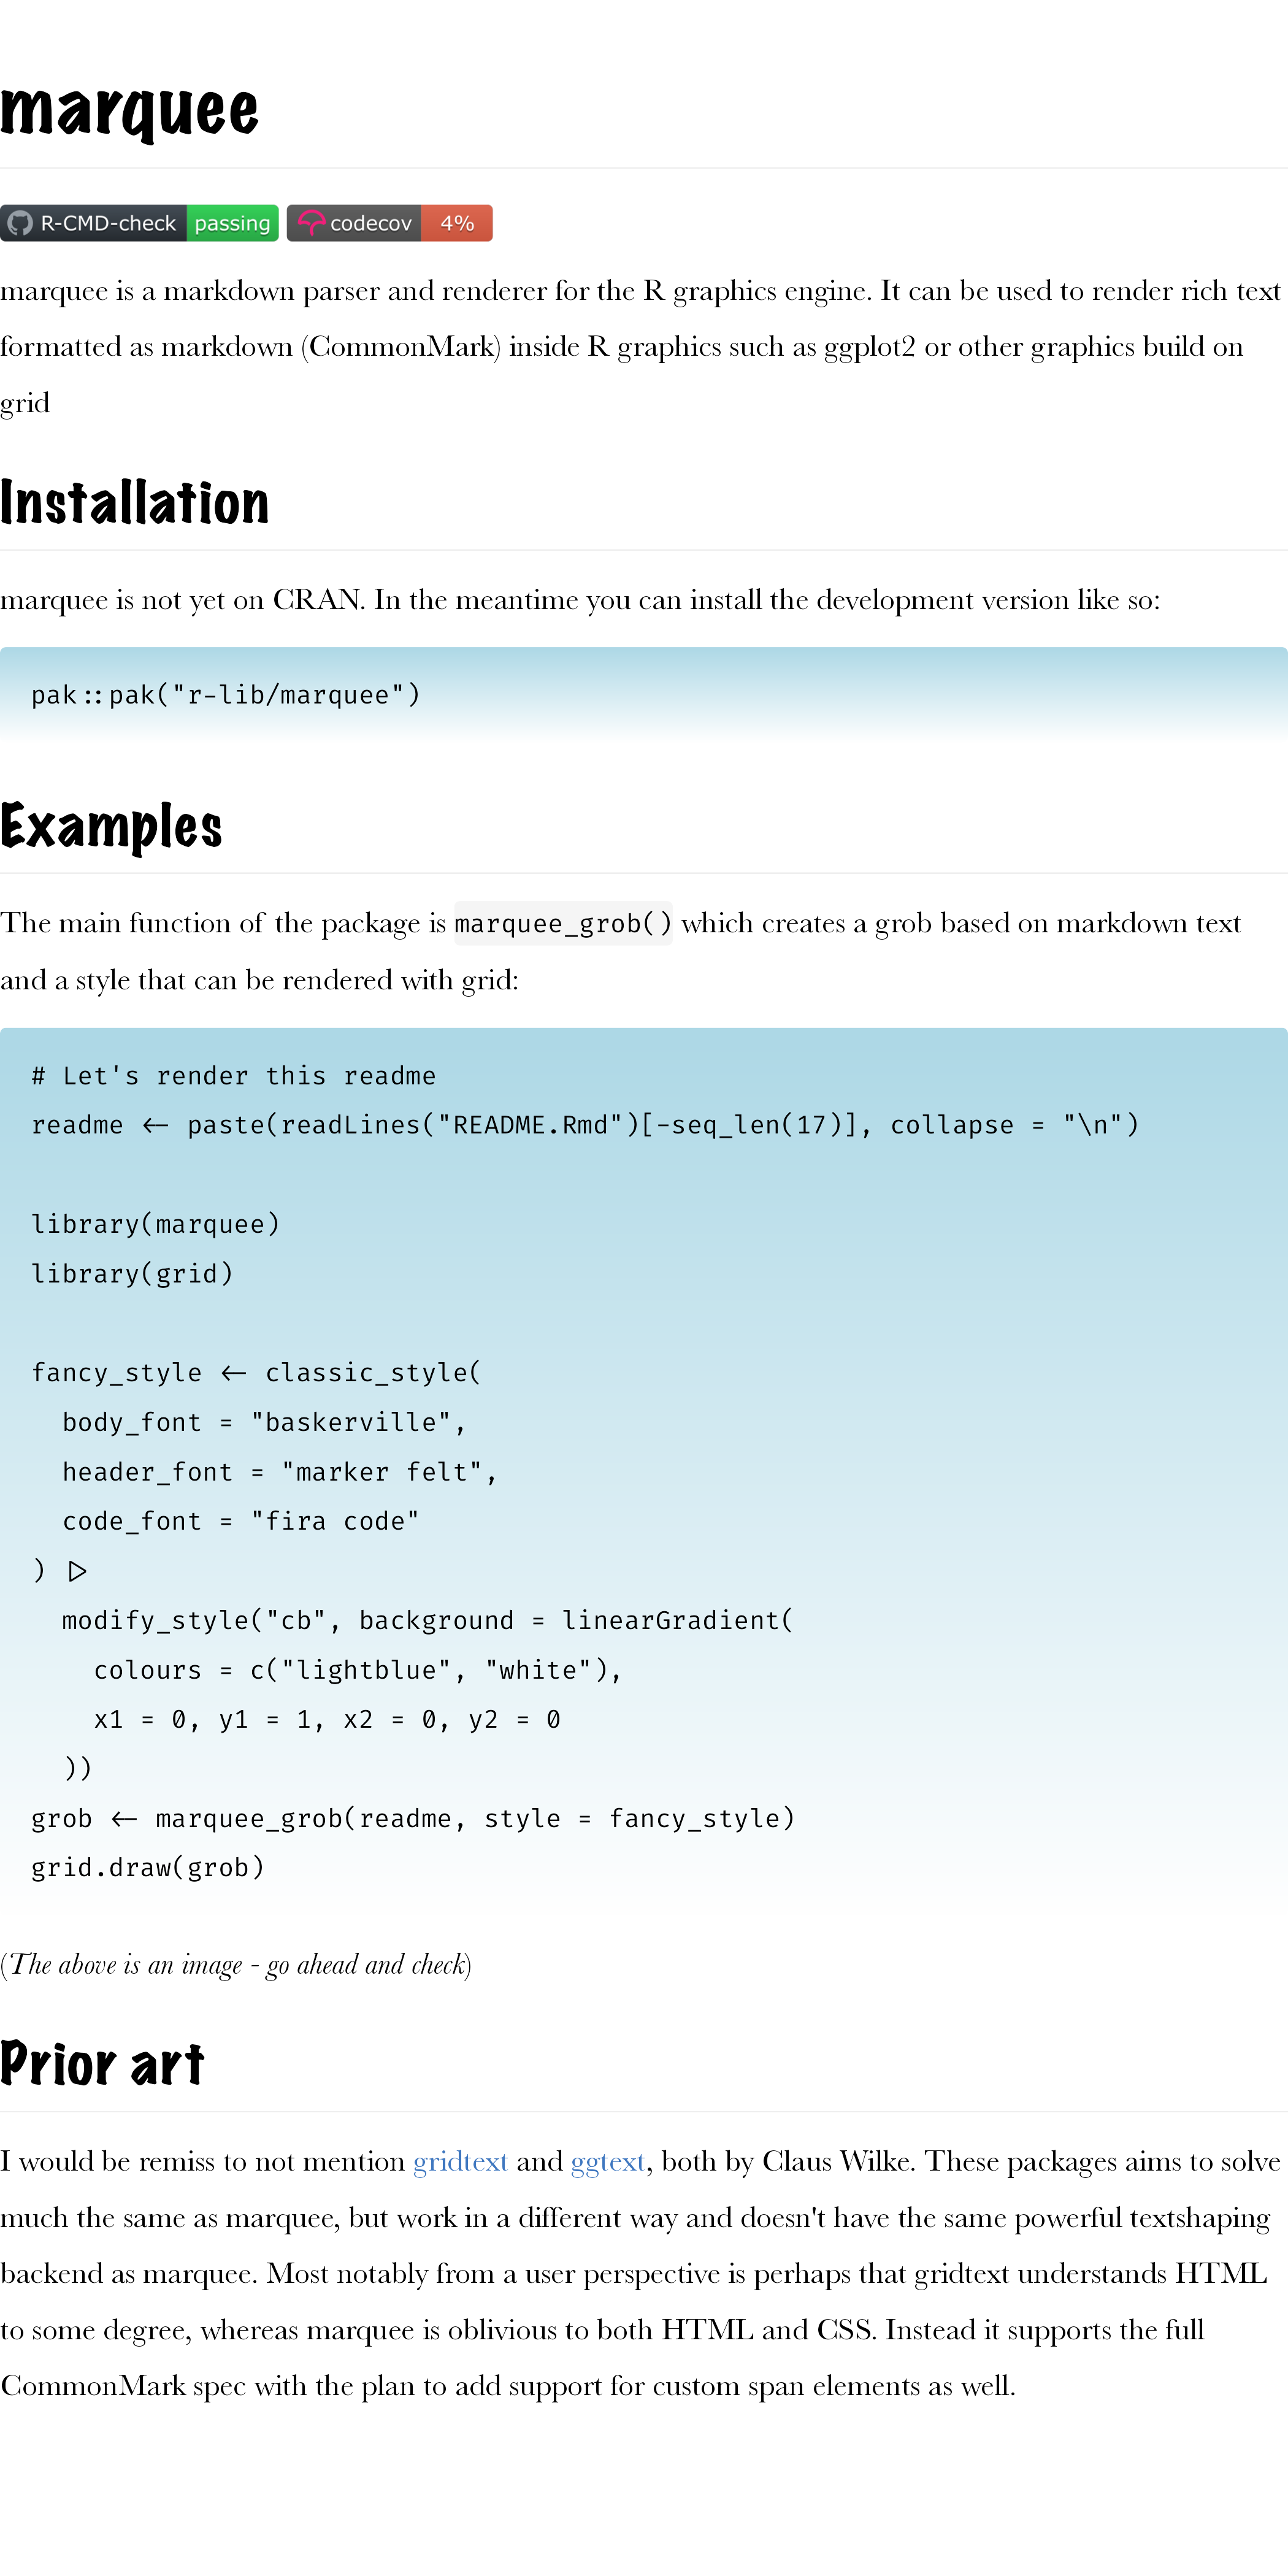 marquee
R-CMD-check passing codecov 4%
marquee is a markdown parser and renderer for the R graphics engine. It can be used to render rich text
formatted as markdown (CommonMark) inside R graphics such as ggplot2 or other graphics build on
grid
Installation
marquee is not yet on CRAN. In the meantime you can install the development version like so:
pak::pak("r-lib/marquee")
Examples
The main function of the package is marquee_grob() which creates a grob based on markdown text
and a style that can be rendered with grid:
# Let's render this readme
readme <- paste(readLines("README.Rmd")[-seq_len(17)], collapse = "\n")
library(marquee)
library(grid)
fancy_style <- classic_style(
  body_font = "baskerville",
  header_font = "marker felt",
  code_font = "fira code"
) |>
  modify_style("cb", background = linearGradient(
    colours = c("lightblue", "white"),
    x1 = 0, y1 = 1, x2 = 0, y2 = 0
  ))
grob <- marquee_grob(readme, style = fancy_style)
grid.draw(grob)
(The above is an image - go ahead and check)
Prior art
I would be remiss to not mention gridtext and ggtext, both by Claus Wilke. These packages aims to solve
much the same as marquee, but work in a different way and doesn't have the same powerful textshaping
backend as marquee. Most notably from a user perspective is perhaps that gridtext understands HTML
to some degree, whereas marquee is oblivious to both HTML and CSS. Instead it supports the full
CommonMark spec with the plan to add support for custom span elements as well.